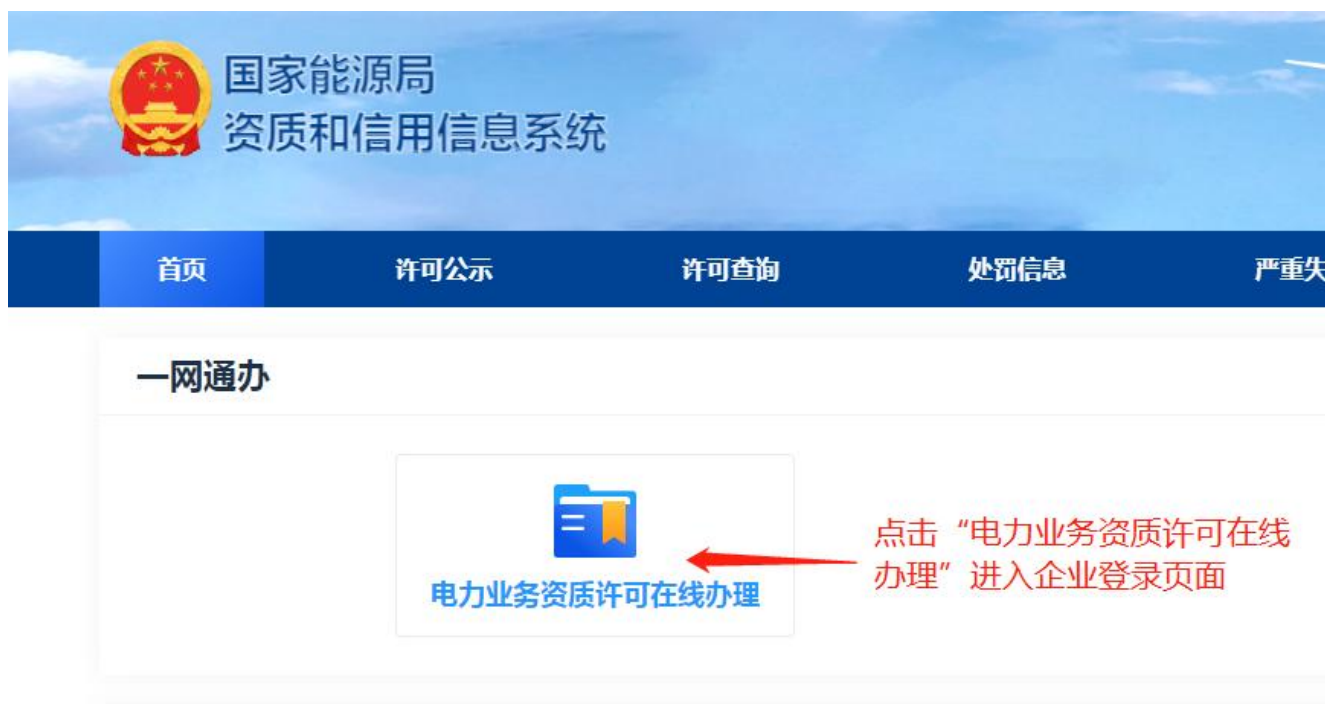 国家能源局
资质和信用信息系统
首页 许可公示 许可查询 处罚信息 严重失
一网通办
点击“电力业务资质许可在线
办理”进入企业登录页面
电力业务资质许可在线办理